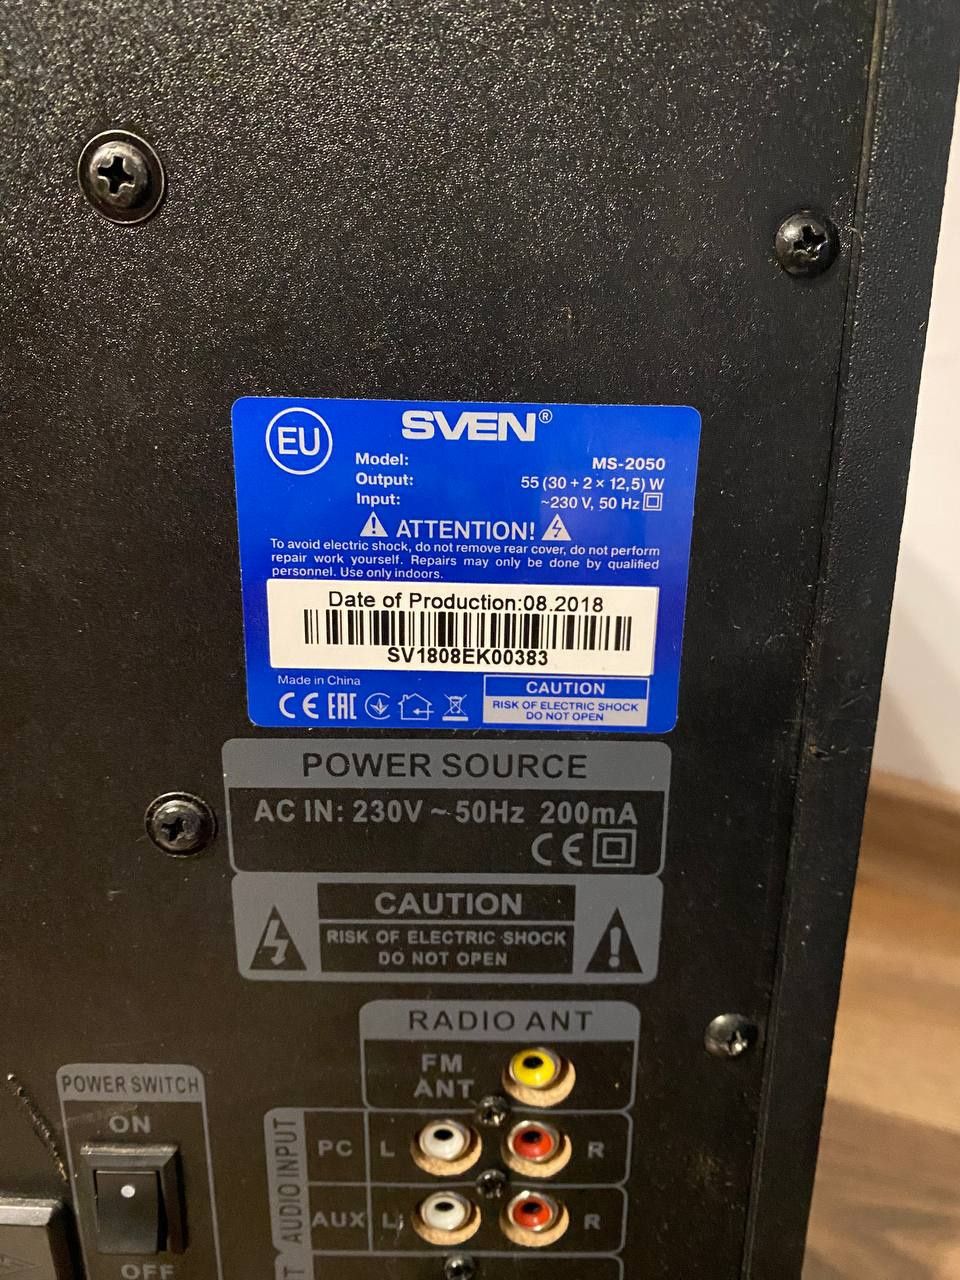 EU
SVEN®
Model: MS-2050
Output: 55 (30 + 2 × 12,5) W
Input: ~230 V, 50 Hz
ATTENTION!
To avoid electric shock, do not remove rear cover, do not perform
repair work yourself. Repairs may only be done by qualified
personnel. Use only indoors.
Date of Production:08.2018
SV1808EK00383
Made in China
CE EAC
CAUTION
RISK OF ELECTRIC SHOCK
DO NOT OPEN
POWER SOURCE
AC IN: 230V ~ 50Hz 200mA
CE
CAUTION
RISK OF ELECTRIC SHOCK
DO NOT OPEN
RADIO ANT
FM
ANT
POWER SWITCH
ON
OFF
AUDIO INPUT
PC L R
AUX L R